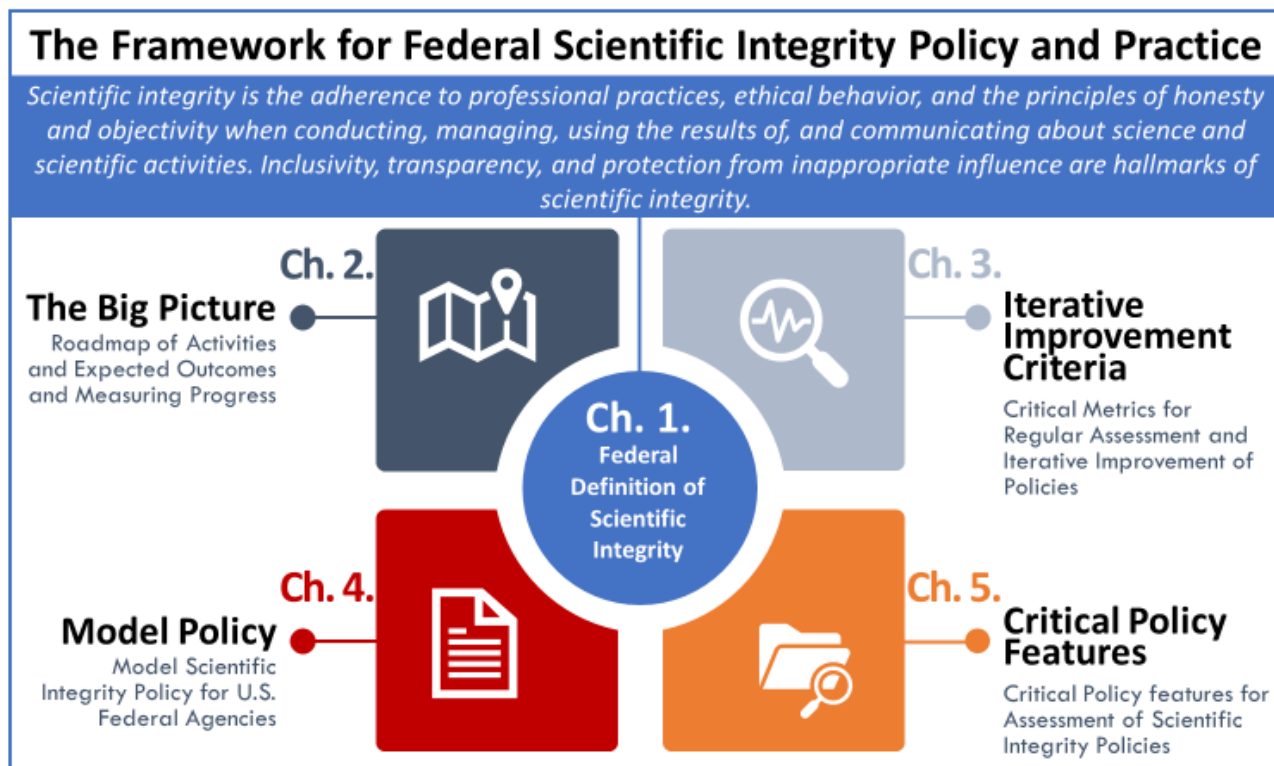 The Framework for Federal Scientific Integrity Policy and Practice
Scientific integrity is the adherence to professional practices, ethical behavior, and the principles of honesty
and objectivity when conducting, managing, using the results of, and communicating about science and
scientific activities. Inclusivity, transparency, and protection from inappropriate influence are hallmarks of
scientific integrity.
Ch. 1.
Federal
Definition of
Scientific
Integrity
Ch. 2.
The Big Picture
Roadmap of Activities
and Expected Outcomes
and Measuring Progress
Ch. 3.
Iterative
Improvement
Criteria
Critical Metrics for
Regular Assessment and
Iterative Improvement of
Policies
Ch. 4.
Model Policy
Model Scientific
Integrity Policy for U.S.
Federal Agencies
Ch. 5.
Critical Policy
Features
Critical Policy features for
Assessment of Scientific
Integrity Policies